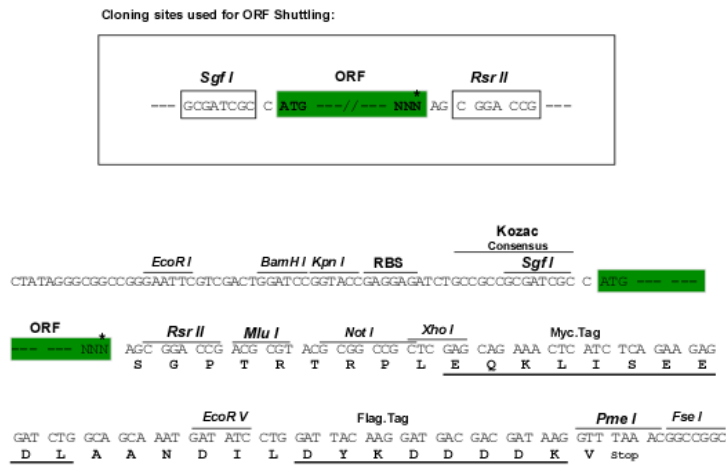 Cloning sites used for ORF Shuttling:
Sgf I ORF Rsr II
--- GCGATCGC C ATG ---//--- NNN* AG C GGA CCG ---
Kozac
Consensus
EcoR I BamH I Kpn I RBS Sgf I
CTATAGGGCGGCCGGGAATTCGTCGACTGGATCCGGTACCGAGGAGATCTGCCGCCGCGATCGC C ATG --- ---
ORF Rsr II Mlu I Not I Xho I Myc.Tag
--- --- NNN* AGC GGA CCG ACG CGT ACG CGG CCG CTC GAG CAG AAA CTC ATC TCA GAA GAG
S G P T R T R P L E Q K L I S E E
EcoR V Flag.Tag Pme I Fse I
GAT CTG GCA GCA AAT GAT ATC CTG GAT TAC AAG GAT GAC GAC GAT AAG GTT TAA ACGGCCGGC
D L A A N D I L D Y K D D D D K V Stop